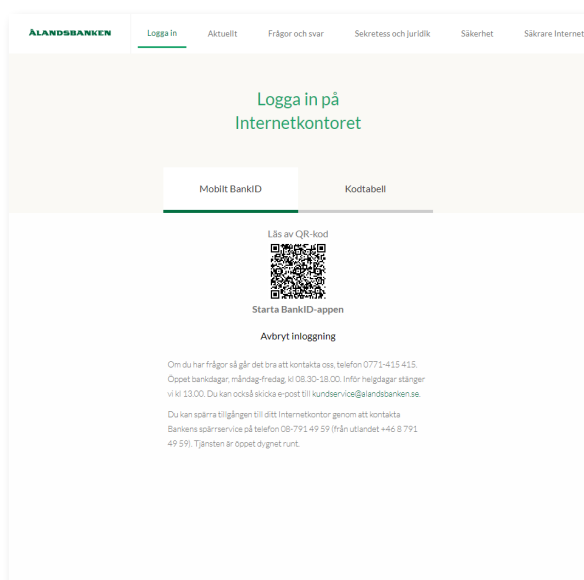 ÅLANDSBANKEN Logga in Aktuellt Frågor och svar Sekretess och juridik Säkerhet Säkrare Internet
Logga in på
Internetkontoret
Mobilt BankID Kodtabell
Läs av QR-kod
Starta BankID-appen
Avbryt inloggning
Om du har frågor så går det bra att kontakta oss, telefon 0771-415 415.
Öppet bankdagar, måndag-fredag, kl 08.30-18.00. Inför helgdagar stänger
vi kl 13.00. Du kan också skicka e-post till kundservice@alandsbanken.se.
Du kan spärra tillgången till ditt Internetkontor genom att kontakta
Bankens spärrservice på telefon 08-791 49 59 (från utlandet +46 8 791
49 59). Tjänsten är öppet dygnet runt.